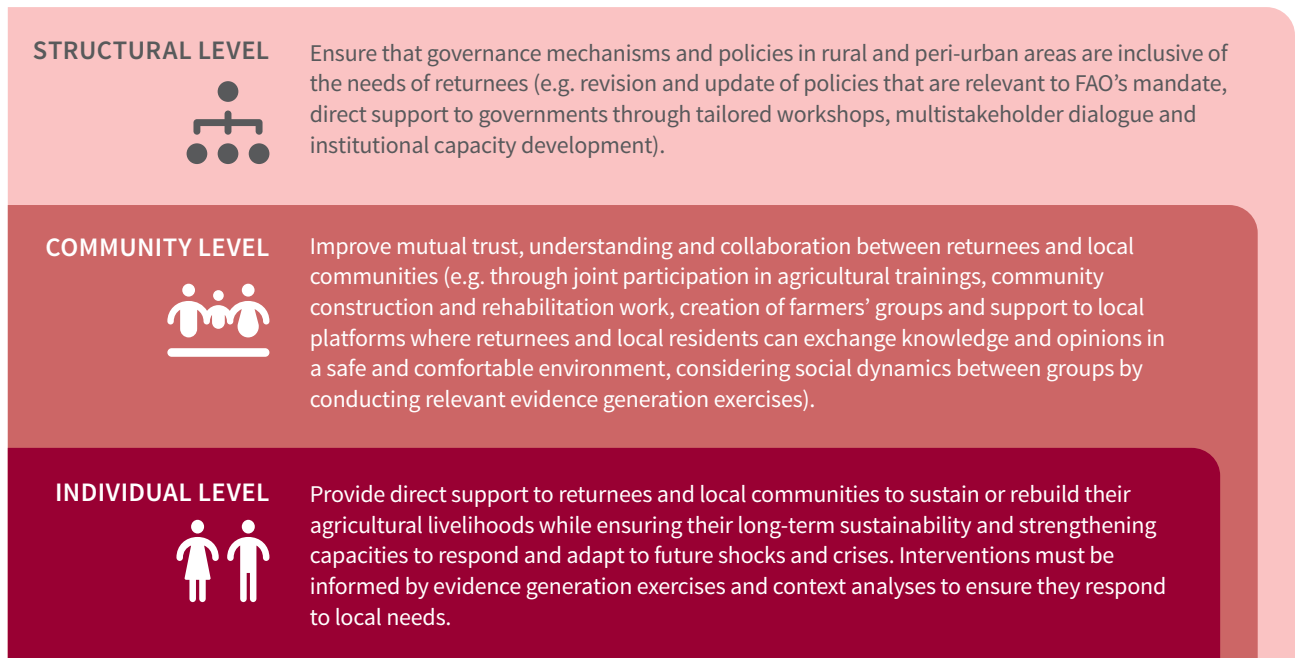 STRUCTURAL LEVEL
Ensure that governance mechanisms and policies in rural and peri-urban areas are inclusive of
the needs of returnees (e.g. revision and update of policies that are relevant to FAO’s mandate,
direct support to governments through tailored workshops, multistakeholder dialogue and
institutional capacity development).
COMMUNITY LEVEL
Improve mutual trust, understanding and collaboration between returnees and local
communities (e.g. through joint participation in agricultural trainings, community
construction and rehabilitation work, creation of farmers’ groups and support to local
platforms where returnees and local residents can exchange knowledge and opinions in
a safe and comfortable environment, considering social dynamics between groups by
conducting relevant evidence generation exercises).
INDIVIDUAL LEVEL
Provide direct support to returnees and local communities to sustain or rebuild their
agricultural livelihoods while ensuring their long-term sustainability and strengthening
capacities to respond and adapt to future shocks and crises. Interventions must be
informed by evidence generation exercises and context analyses to ensure they respond
to local needs.